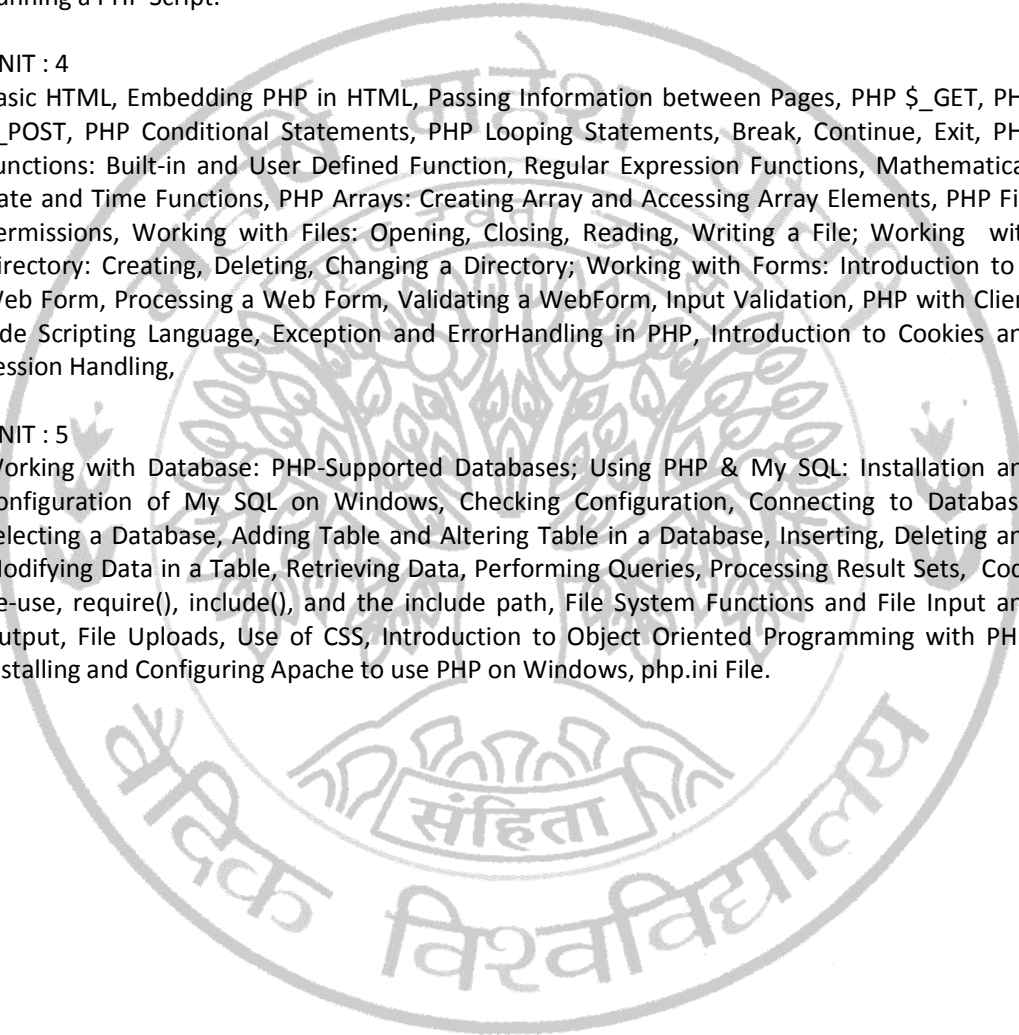 unning a PHP Script.
NIT : 4
asic HTML, Embedding PHP in HTML, Passing Information between Pages, PHP $_GET, PH
_POST, PHP Conditional Statements, PHP Looping Statements, Break, Continue, Exit, PH
unctions: Built-in and User Defined Function, Regular Expression Functions, Mathematica
ate and Time Functions, PHP Arrays: Creating Array and Accessing Array Elements, PHP Fi
ermissions, Working with Files: Opening, Closing, Reading, Writing a File; Working wit
irectory: Creating, Deleting, Changing a Directory; Working with Forms: Introduction to
Web Form, Processing a Web Form, Validating a WebForm, Input Validation, PHP with Clien
ide Scripting Language, Exception and ErrorHandling in PHP, Introduction to Cookies an
ession Handling,
NIT : 5
Working with Database: PHP-Supported Databases; Using PHP & My SQL: Installation an
onfiguration of My SQL on Windows, Checking Configuration, Connecting to Databas
electing a Database, Adding Table and Altering Table in a Database, Inserting, Deleting an
Modifying Data in a Table, Retrieving Data, Performing Queries, Processing Result Sets, Cod
e-use, require(), include(), and the include path, File System Functions and File Input an
utput, File Uploads, Use of CSS, Introduction to Object Oriented Programming with PH
stalling and Configuring Apache to use PHP on Windows, php.ini File.
महर्षि महेश योगी
संहिता
वैदिक विश्वविद्यालय